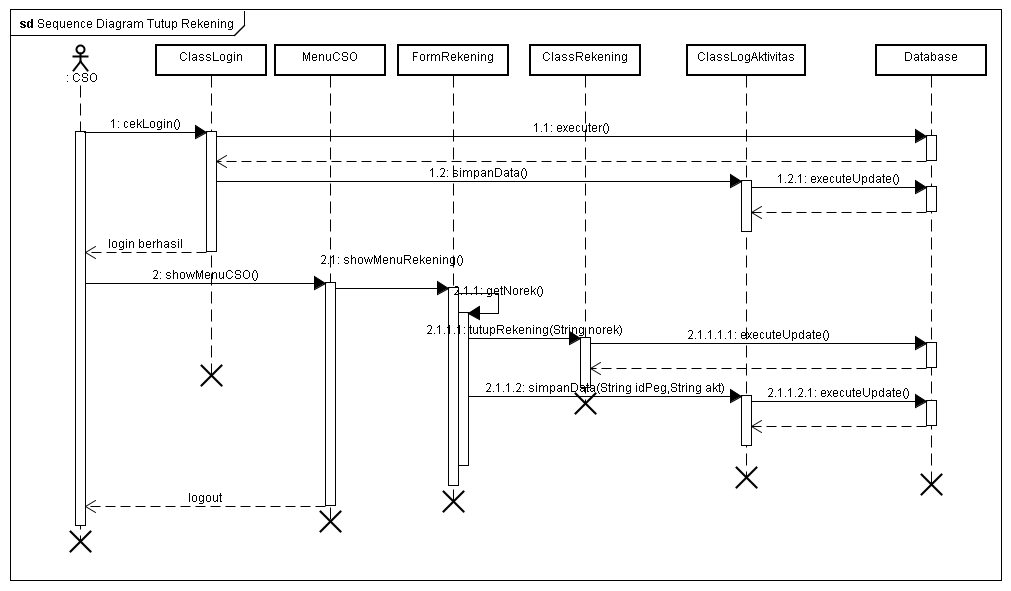 sd Sequence Diagram Tutup Rekening
: CSO
ClassLogin
MenuCSO
FormRekening
ClassRekening
ClassLogAktivitas
Database
1: cekLogin()
1.1: executer()
1.2: simpanData()
1.2.1: executeUpdate()
login berhasil
2.1: showMenuRekening()
2: showMenuCSO()
2.1.1: getNorek()
2.1.1.1: tutupRekening(String norek)
2.1.1.1.1: executeUpdate()
2.1.1.2: simpanData(String idPeg,String akt)
2.1.1.2.1: executeUpdate()
logout